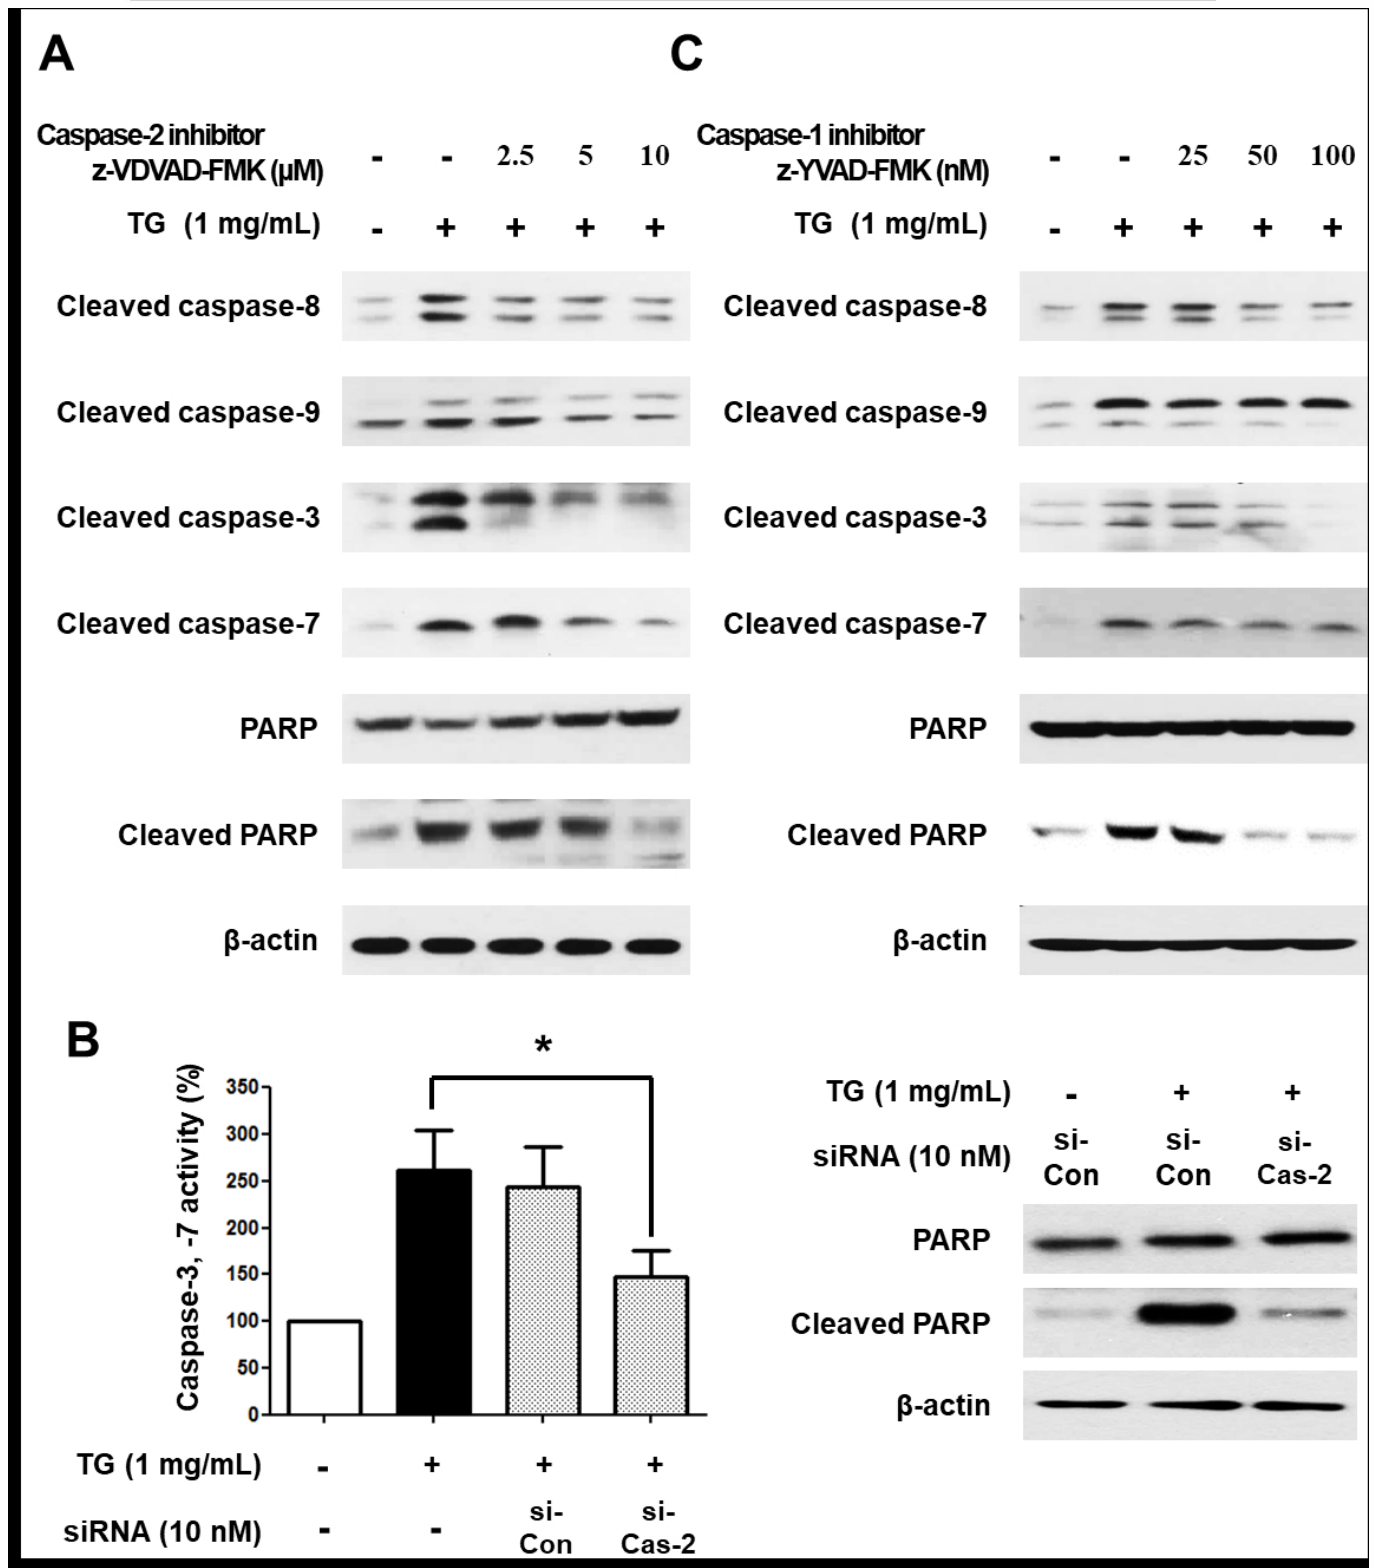 A
Caspase-2 inhibitor
z-VDVAD-FMK (µM) - - 2.5 5 10
TG (1 mg/mL) - + + + +
Cleaved caspase-8
Cleaved caspase-9
Cleaved caspase-3
Cleaved caspase-7
PARP
Cleaved PARP
β-actin
C
Caspase-1 inhibitor
z-YVAD-FMK (nM) - - 25 50 100
TG (1 mg/mL) - + + + +
Cleaved caspase-8
Cleaved caspase-9
Cleaved caspase-3
Cleaved caspase-7
PARP
Cleaved PARP
β-actin
B
*
Caspase-3, -7 activity (%)
350
300
250
200
150
100
50
0
TG (1 mg/mL) - + + +
siRNA (10 nM) - - si-Con si-Cas-2
TG (1 mg/mL) - + +
siRNA (10 nM) si-Con si-Con si-Cas-2
PARP
Cleaved PARP
β-actin